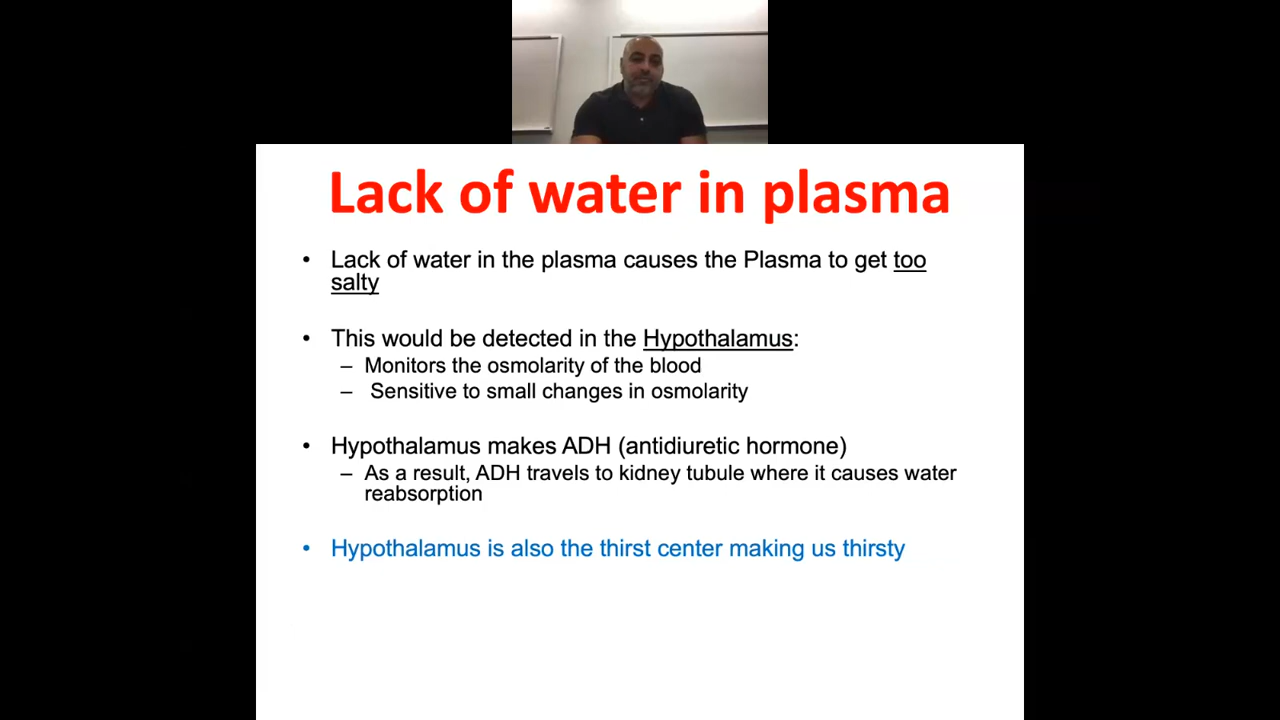 Lack of water in plasma
• Lack of water in the plasma causes the Plasma to get too
salty
• This would be detected in the Hypothalamus:
– Monitors the osmolarity of the blood
– Sensitive to small changes in osmolarity
• Hypothalamus makes ADH (antidiuretic hormone)
– As a result, ADH travels to kidney tubule where it causes water
reabsorption
• Hypothalamus is also the thirst center making us thirsty